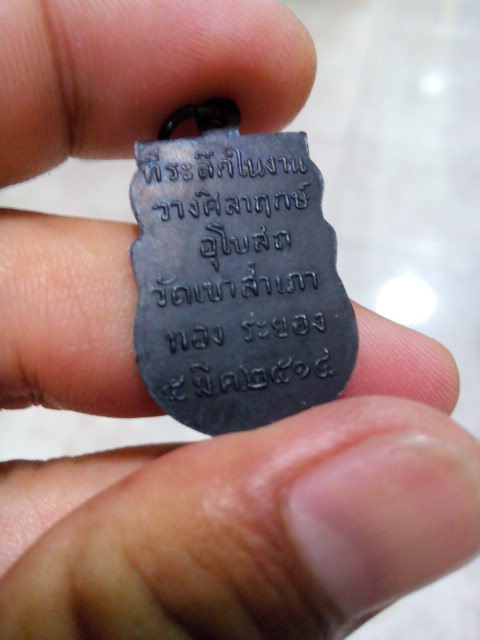 ที่ระลึกในงาน
วางศิลาฤกษ์
อุโบสถ
วัดเขาสำเภา
ทอง ระยอง
๕ มี.ค.๒๕๑๔